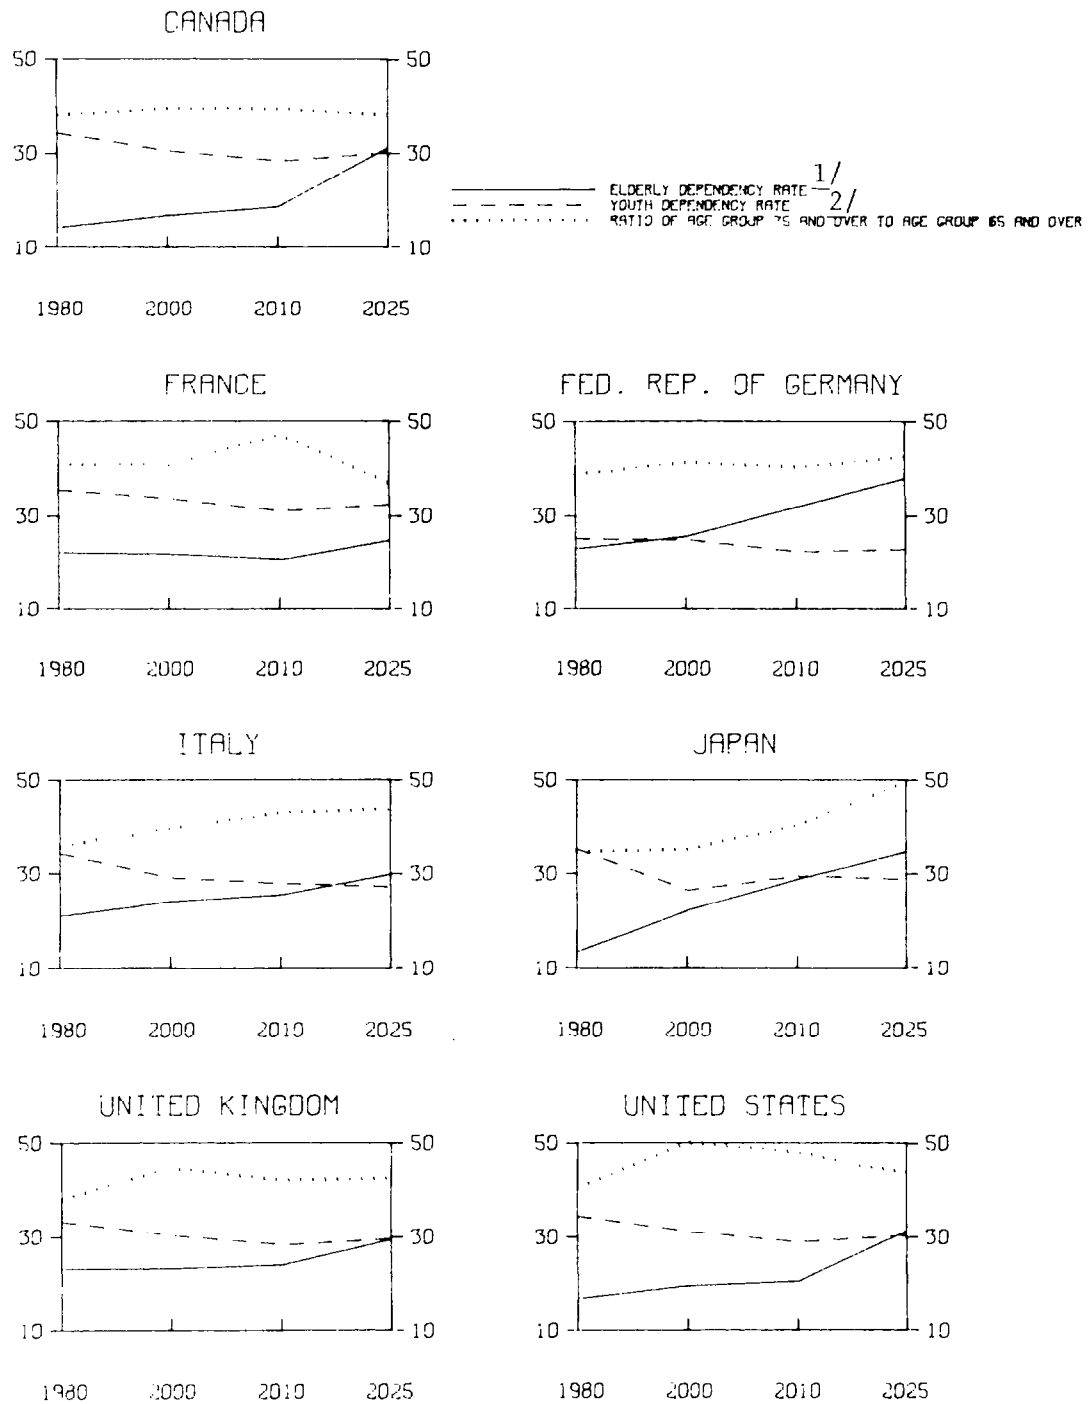 CANADA
50 50
30 30
10 10
1980 2000 2010 2025
ELDERLY DEPENDENCY RATE 1/
YOUTH DEPENDENCY RATE 2/
RATIO OF AGE GROUP 75 AND OVER TO AGE GROUP 65 AND OVER
FRANCE
50 50
30 30
10 10
1980 2000 2010 2025
FED. REP. OF GERMANY
50 50
30 30
10 10
1980 2000 2010 2025
ITALY
50 50
30 30
10 10
1980 2000 2010 2025
JAPAN
50 50
30 30
10 10
1980 2000 2010 2025
UNITED KINGDOM
50 50
30 30
10 10
1980 2000 2010 2025
UNITED STATES
50 50
30 30
10 10
1980 2000 2010 2025